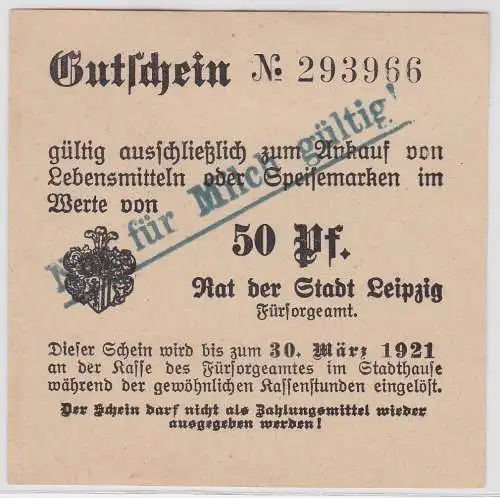 Gutschein № 293966
gültig ausschließlich zum Ankauf von
Lebensmitteln oder Speisemarken im
Werte von
Nur für Milch gültig!
50 Pf.
Rat der Stadt Leipzig
Fürsorgeamt.
Dieser Schein wird bis zum 30. März 1921
an der Kasse des Fürsorgeamtes im Stadthause
während der gewöhnlichen Kassenstunden eingelöst.
Der Schein darf nicht als Zahlungsmittel wieder
ausgegeben werden!